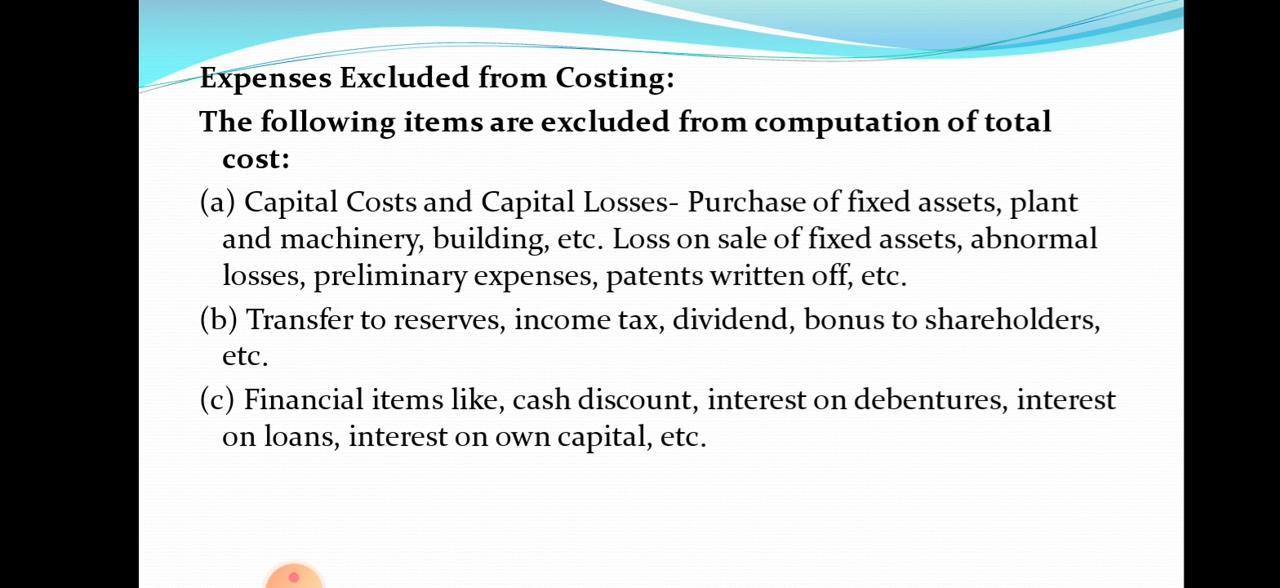 Expenses Excluded from Costing:
The following items are excluded from computation of total
cost:
(a) Capital Costs and Capital Losses- Purchase of fixed assets, plant
and machinery, building, etc. Loss on sale of fixed assets, abnormal
losses, preliminary expenses, patents written off, etc.
(b) Transfer to reserves, income tax, dividend, bonus to shareholders,
etc.
(c) Financial items like, cash discount, interest on debentures, interest
on loans, interest on own capital, etc.